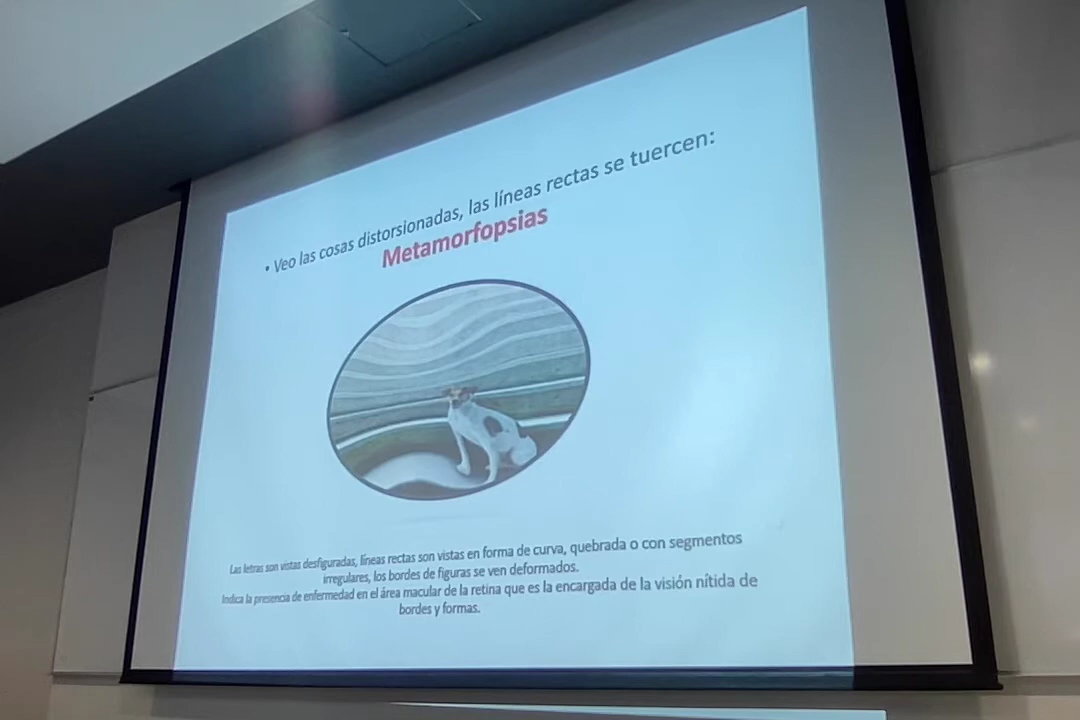 • Veo las cosas distorsionadas, las líneas rectas se tuercen:
Metamorfopsias
Las letras son vistas desfiguradas, líneas rectas son vistas en forma de curva, quebrada o con segmentos
irregulares, los bordes de figuras se ven deformados.
Indica la presencia de enfermedad en el área macular de la retina que es la encargada de la visión nítida de
bordes y formas.